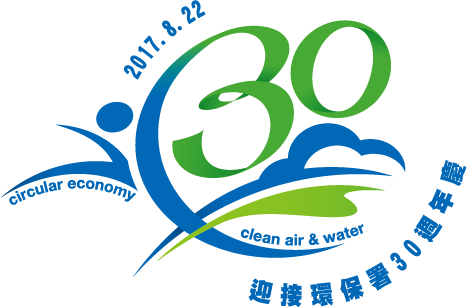 2017.8.22
30
circular economy
clean air & water
迎接環保署30週年慶